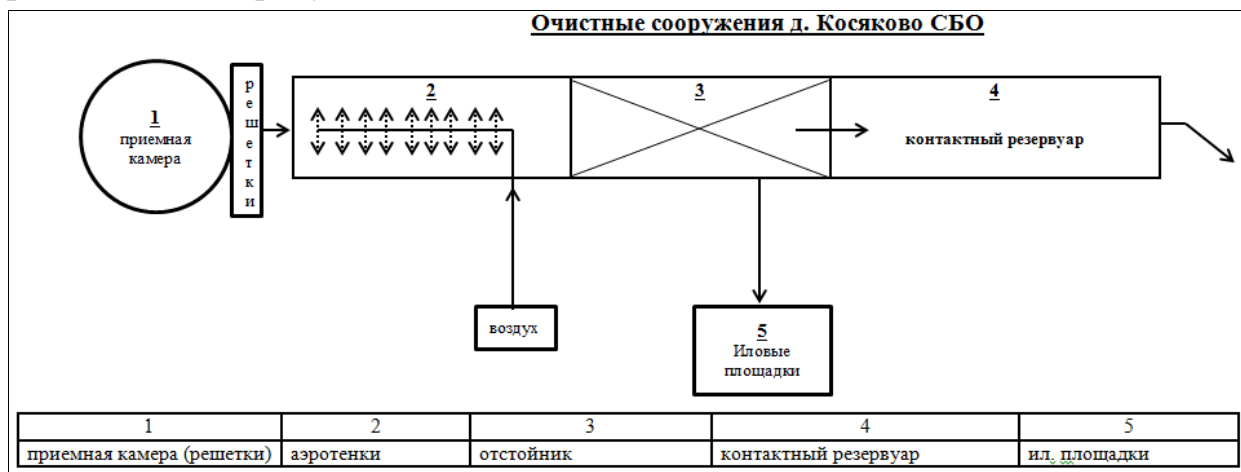 Очистные сооружения д. Косяково СБО
1
приемная
камера
решетки
2
3
4
контактный резервуар
воздух
5
Иловые
площадки
1 2 3 4 5
приемная камера (решетки) аэротенки отстойник контактный резервуар ил. площадки